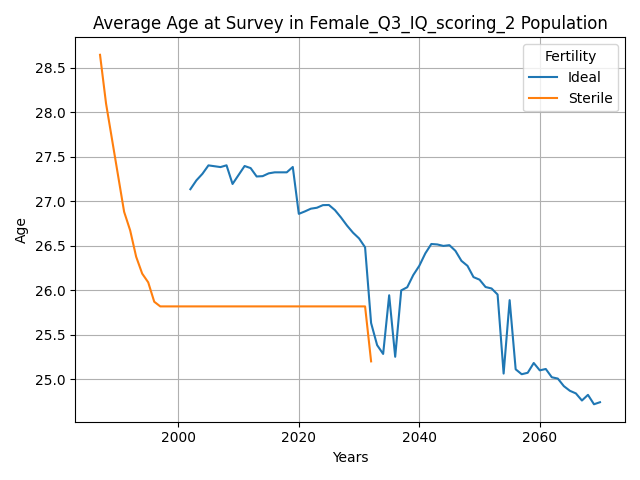 Average Age at Survey in Female_Q3_IQ_scoring_2 Population
Fertility
Ideal
Sterile
28.5
28.0
27.5
27.0
26.5
26.0
25.5
25.0
Age
2000
2020
2040
2060
Years